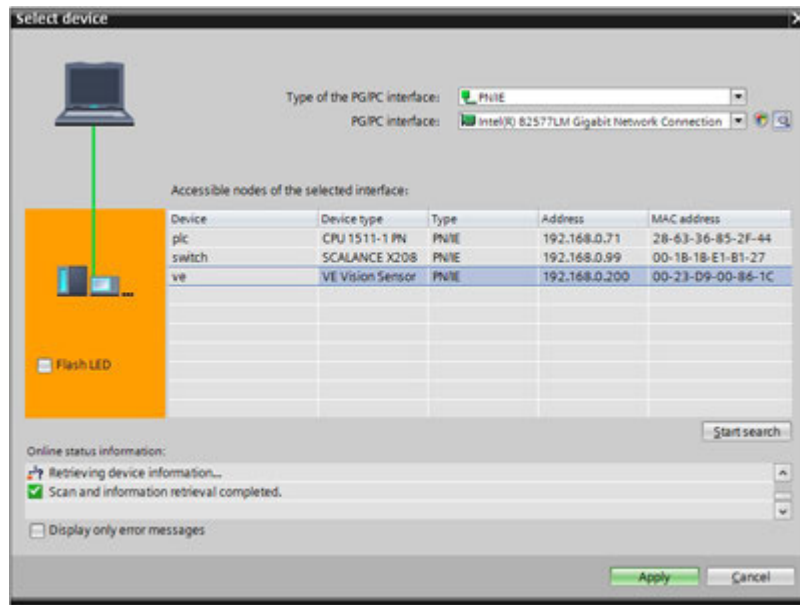 Select device
Type of the PG/PC interface: PN/IE
PG/PC interface: Intel(R) 82577LM Gigabit Network Connection
Accessible nodes of the selected interface:
Device Device type Type Address MAC address
plc CPU 1511-1 PN PN/IE 192.168.0.71 28-63-36-85-2F-44
switch SCALANCE X208 PN/IE 192.168.0.99 00-1B-1B-E1-B1-27
ve VE Vision Sensor PN/IE 192.168.0.200 00-23-D9-00-86-1C
Flash LED
Start search
Online status information:
Retrieving device information...
Scan and information retrieval completed.
Display only error messages
Apply Cancel